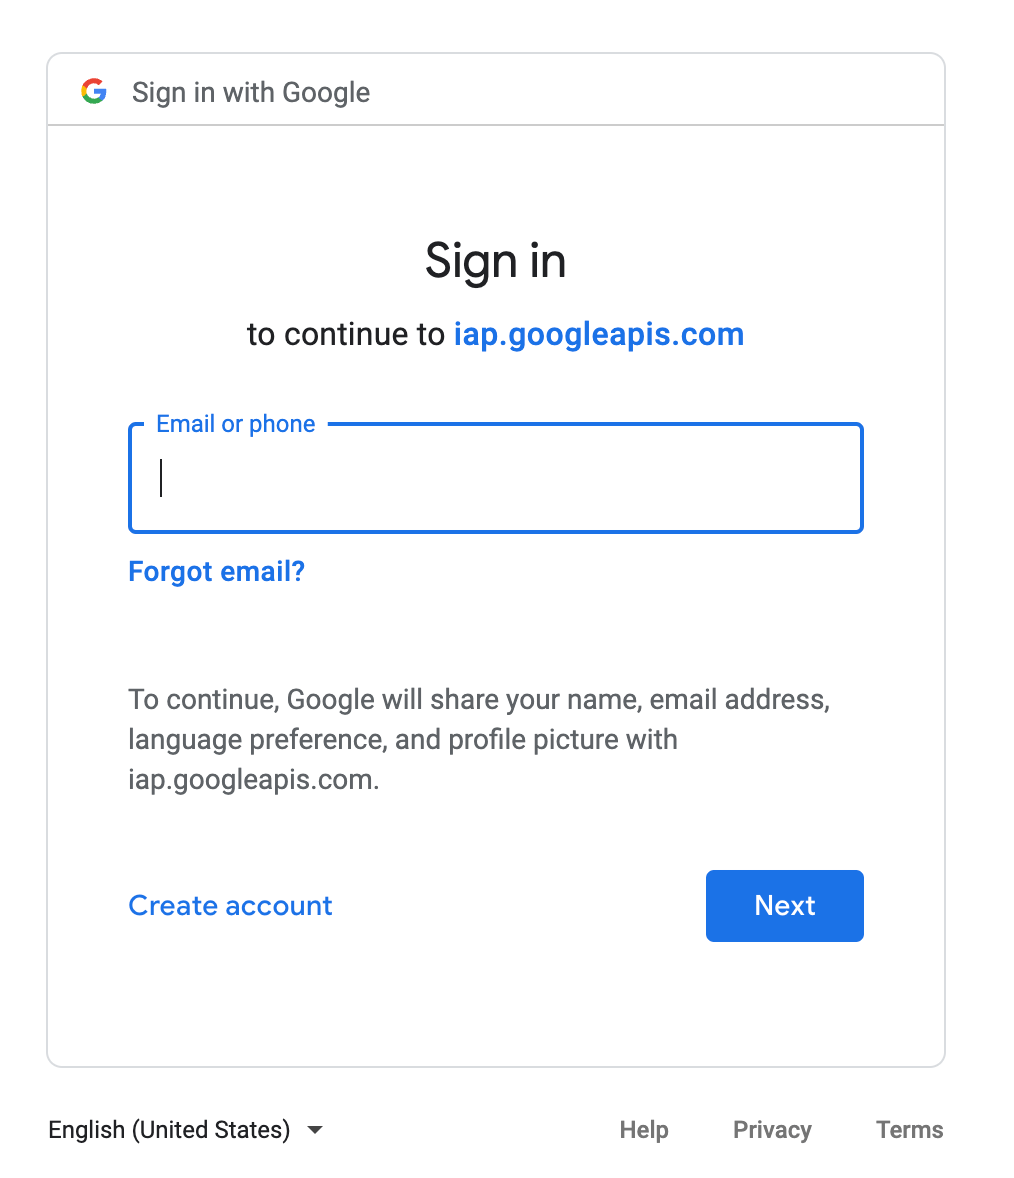 Sign in with Google
Sign in
to continue to iap.googleapis.com
Email or phone
Forgot email?
To continue, Google will share your name, email address,
language preference, and profile picture with
iap.googleapis.com.
Create account
Next
English (United States)
Help
Privacy
Terms